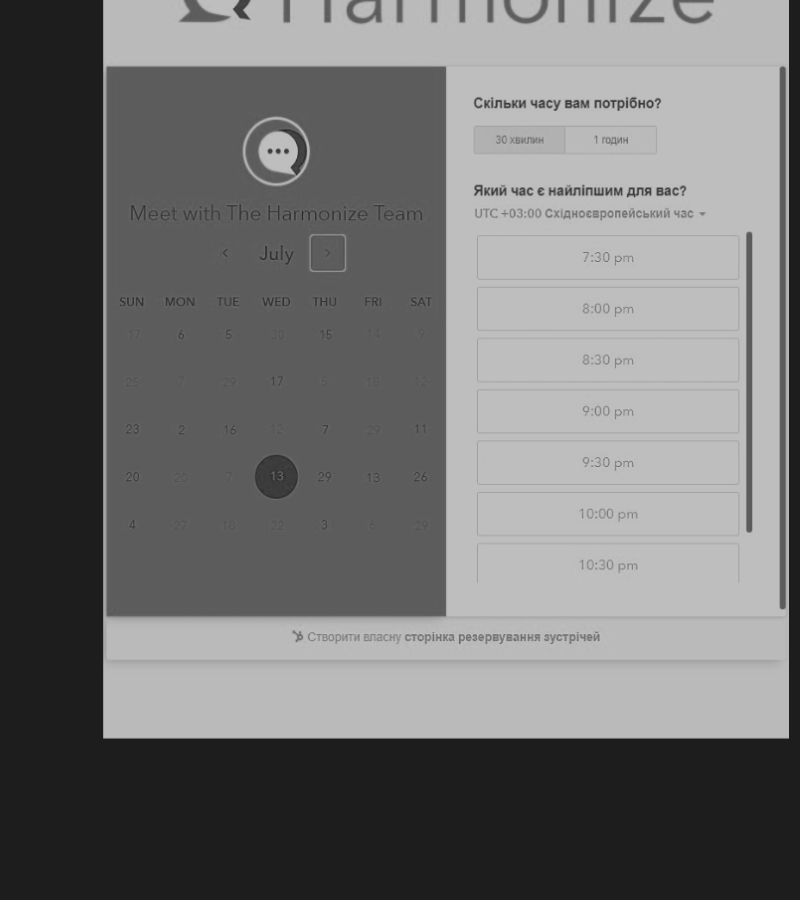 Harmonize
Meet with The Harmonize Team
July
SUN MON TUE WED THU FRI SAT
17 6 5 30 15 14 9
25 7 29 17 5 18 12
23 2 16 12 7 29 11
20 20 7 13 29 13 26
4 27 18 22 3 6 29
Скільки часу вам потрібно?
30 хвилин 1 годин
Який час є найліпшим для вас?
UTC +03:00 Східноєвропейський час
7:30 pm
8:00 pm
8:30 pm
9:00 pm
9:30 pm
10:00 pm
10:30 pm
Створити власну сторінка резервування зустрічей